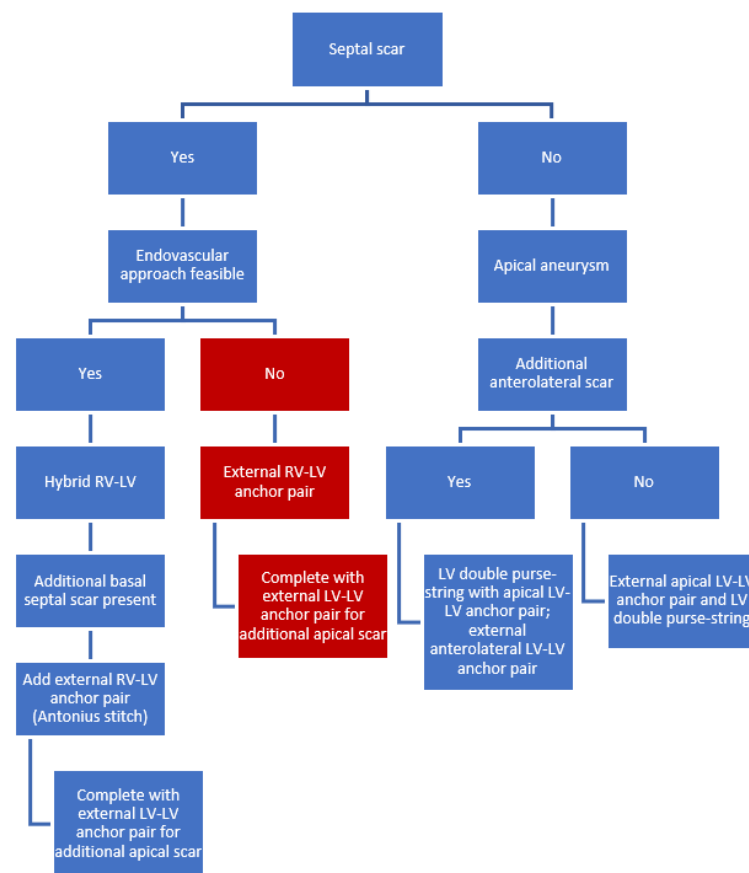 Septal scar
Yes
No
Endovascular
approach feasible
Apical aneurysm
Yes
No
Additional
anterolateral scar
Hybrid RV-LV
External RV-LV
anchor pair
Yes
No
Additional basal
septal scar present
Complete with
external LV-LV
anchor pair for
additional apical scar
LV double purse-
string with apical LV-
LV anchor pair;
external
anterolateral LV-LV
anchor pair
External apical LV-LV
anchor pair and LV
double purse-string
Add external RV-LV
anchor pair
(Antonius stitch)
Complete with
external LV-LV
anchor pair for
additional apical scar